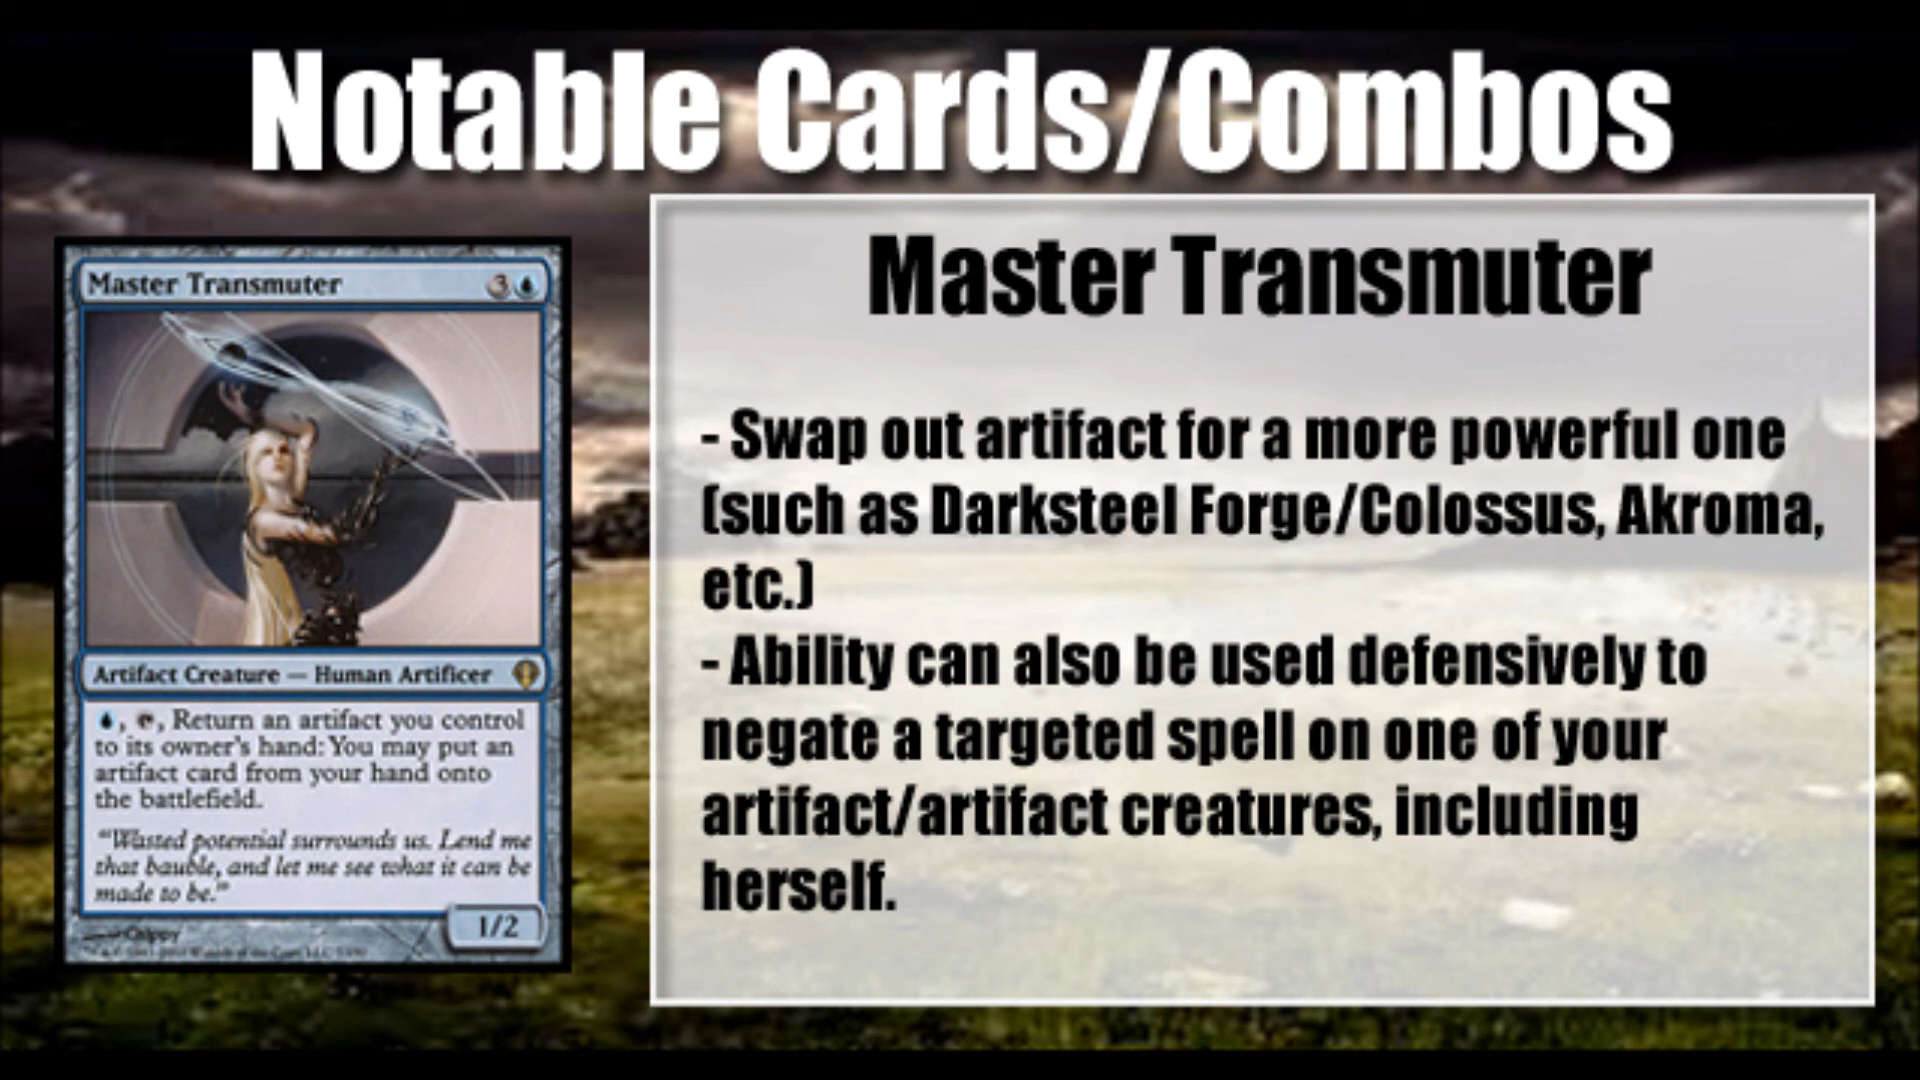 Notable Cards/Combos
Master Transmuter
3
Artifact Creature — Human Artificer
, , Return an artifact you control
to its owner's hand: You may put an
artifact card from your hand onto
the battlefield.
"Wasted potential surrounds us. Lend me
that bauble, and let me see what it can be
made to be."
1/2
Chippy
Master Transmuter
- Swap out artifact for a more powerful one
(such as Darksteel Forge/Colossus, Akroma,
etc.)
- Ability can also be used defensively to
negate a targeted spell on one of your
artifact/artifact creatures, including
herself.